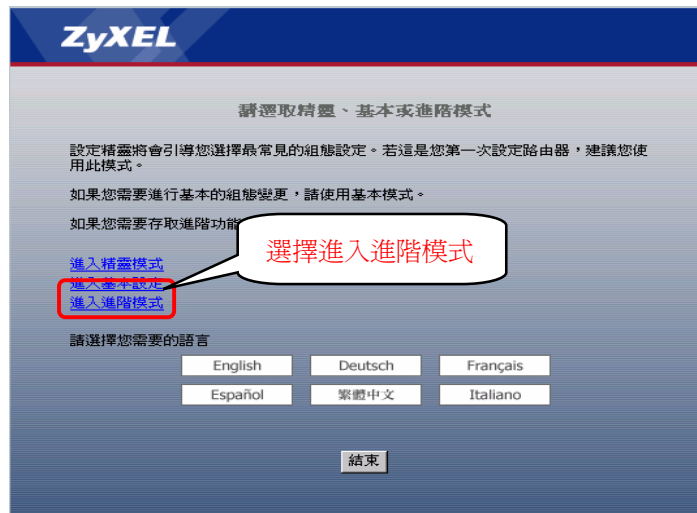 ZyXEL
請選取精靈、基本或進階模式
設定精靈將會引導您選擇最常見的組態設定。若這是您第一次設定路由器，建議您使
用此模式。
如果您需要進行基本的組態變更，請使用基本模式。
如果您需要存取進階功能
選擇進入進階模式
進入精靈模式
進入基本設定
進入進階模式
請選擇您需要的語言
English Deutsch Français
Español 繁體中文 Italiano
結束